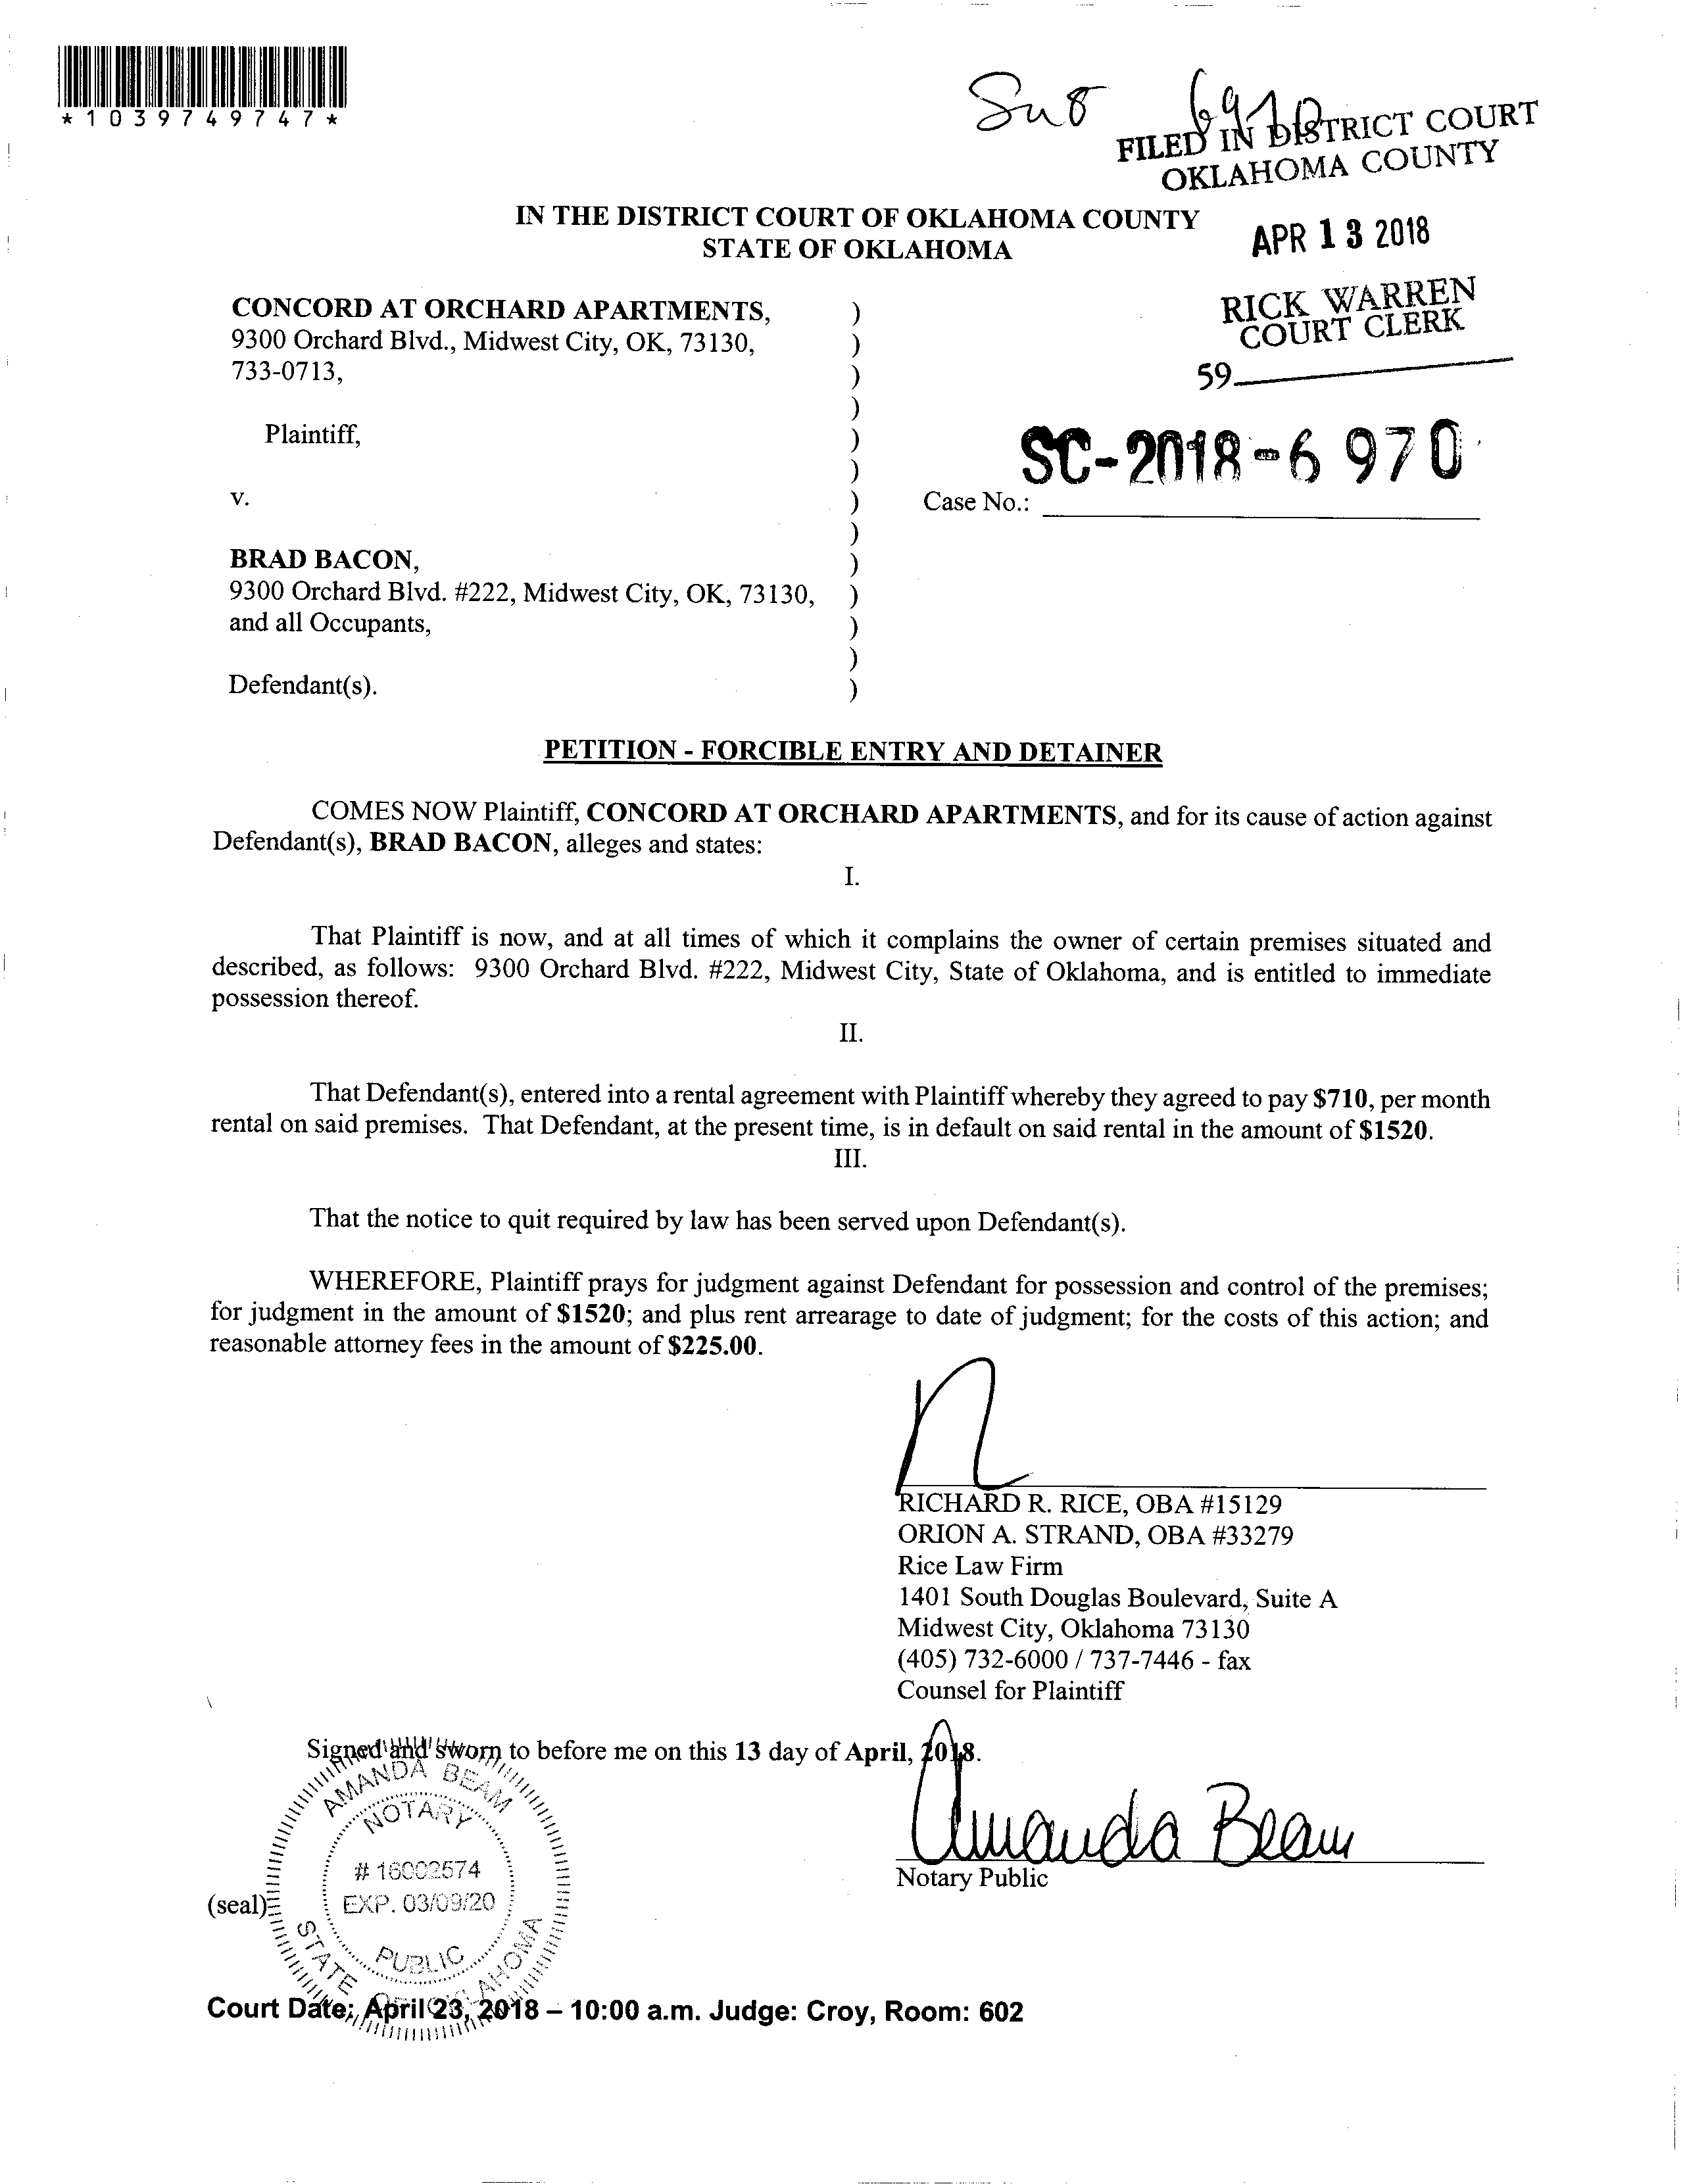 *1039749747*
FILED IN DISTRICT COURT
OKLAHOMA COUNTY
IN THE DISTRICT COURT OF OKLAHOMA COUNTY
STATE OF OKLAHOMA
APR 13 2018
RICK WARREN
COURT CLERK
59
CONCORD AT ORCHARD APARTMENTS, )
9300 Orchard Blvd., Midwest City, OK, 73130, )
733-0713, )
)
Plaintiff, )
)
SC-2018-6970
v. ) Case No.:
)
BRAD BACON, )
9300 Orchard Blvd. #222, Midwest City, OK, 73130, )
and all Occupants, )
)
Defendant(s). )
PETITION - FORCIBLE ENTRY AND DETAINER
COMES NOW Plaintiff, CONCORD AT ORCHARD APARTMENTS, and for its cause of action against
Defendant(s), BRAD BACON, alleges and states:
I.
That Plaintiff is now, and at all times of which it complains the owner of certain premises situated and
described, as follows: 9300 Orchard Blvd. #222, Midwest City, State of Oklahoma, and is entitled to immediate
possession thereof.
II.
That Defendant(s), entered into a rental agreement with Plaintiff whereby they agreed to pay $710, per month
rental on said premises. That Defendant, at the present time, is in default on said rental in the amount of $1520.
III.
That the notice to quit required by law has been served upon Defendant(s).
WHEREFORE, Plaintiff prays for judgment against Defendant for possession and control of the premises;
for judgment in the amount of $1520; and plus rent arrearage to date of judgment; for the costs of this action; and
reasonable attorney fees in the amount of $225.00.
RICHARD R. RICE, OBA #15129
ORION A. STRAND, OBA #33279
Rice Law Firm
1401 South Douglas Boulevard, Suite A
Midwest City, Oklahoma 73130
(405) 732-6000 / 737-7446 - fax
Counsel for Plaintiff
Signed and sworn to before me on this 13 day of April, 2018.
AMANDA BEAM
NOTARY
# 16002574
EXP. 03/09/20
PUBLIC
STATE OF OKLAHOMA
Amanda Beam
Notary Public
(seal)
Court Date: April 23, 2018 – 10:00 a.m. Judge: Croy, Room: 602